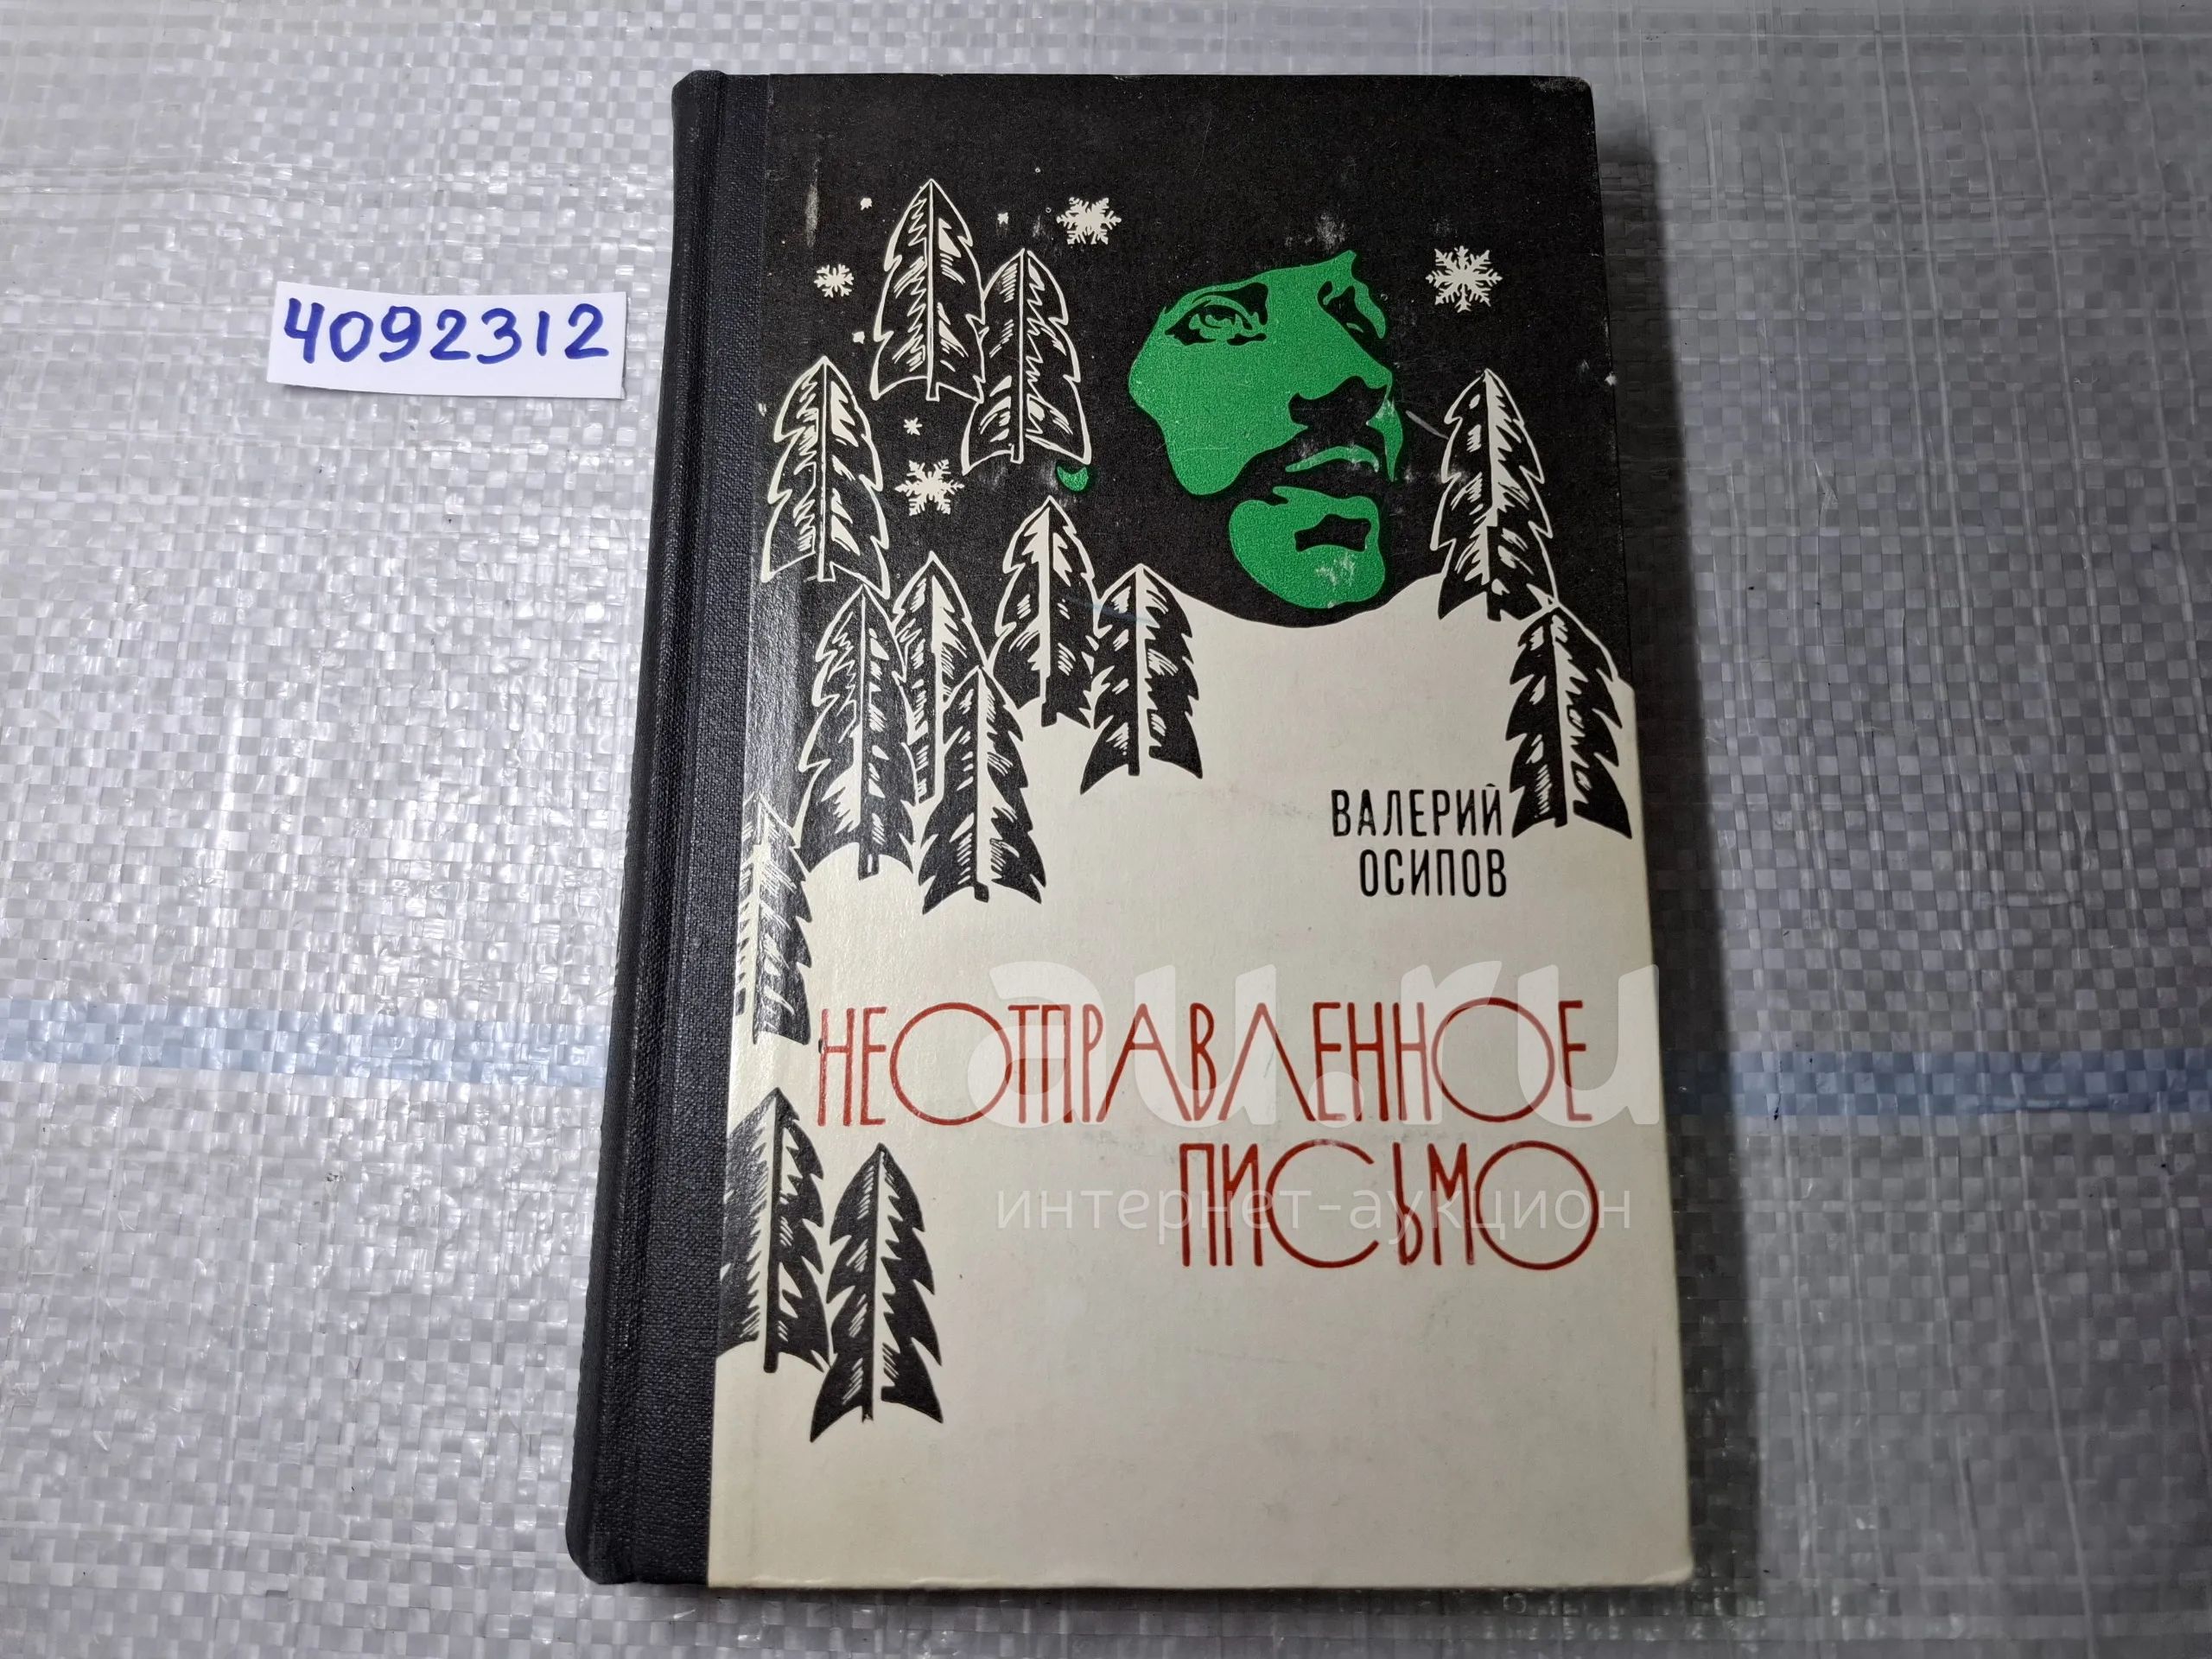 4092312
ВАЛЕРИЙ
ОСИПОВ
НЕОТПРАВЛЕННОЕ
ПИСЬМО
au.ru
интернет-аукцион